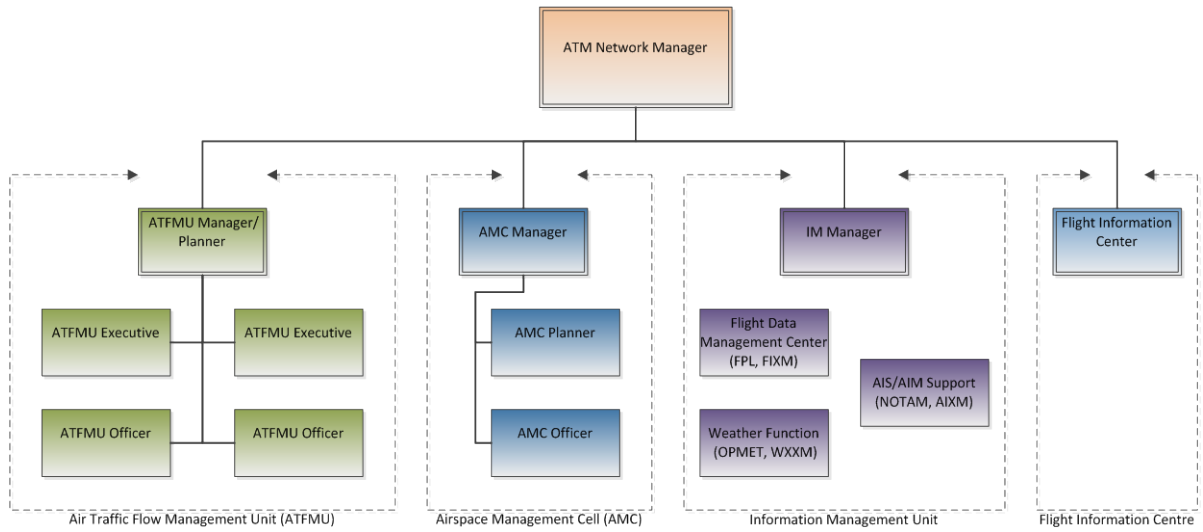 ATM Network Manager
ATFMU Manager/
Planner
AMC Manager
IM Manager
Flight Information
Center
ATFMU Executive
ATFMU Executive
AMC Planner
Flight Data
Management Center
(FPL, FIXM)
AIS/AIM Support
(NOTAM, AIXM)
ATFMU Officer
ATFMU Officer
AMC Officer
Weather Function
(OPMET, WXXM)
Air Traffic Flow Management Unit (ATFMU)
Airspace Management Cell (AMC)
Information Management Unit
Flight Information Centre